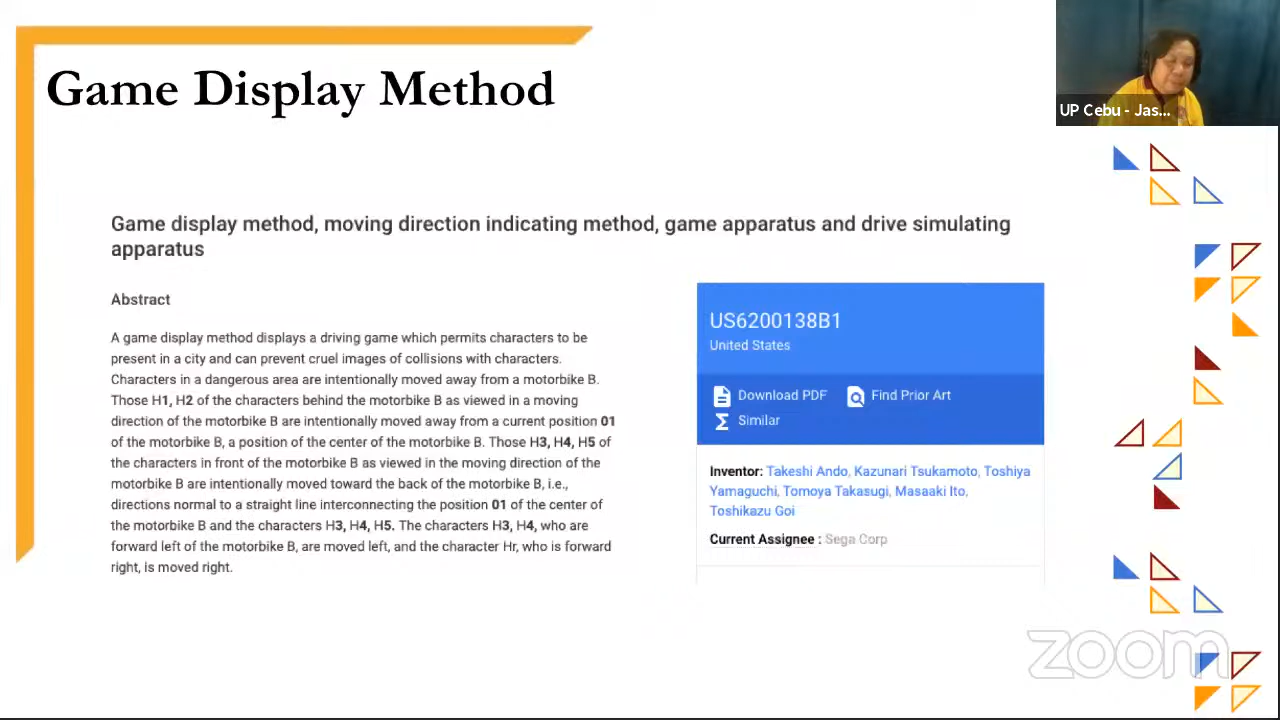 Game Display Method
UP Cebu - Jas...
Game display method, moving direction indicating method, game apparatus and drive simulating
apparatus
Abstract
A game display method displays a driving game which permits characters to be
present in a city and can prevent cruel images of collisions with characters.
Characters in a dangerous area are intentionally moved away from a motorbike B.
Those H1, H2 of the characters behind the motorbike B as viewed in a moving
direction of the motorbike B are intentionally moved away from a current position 01
of the motorbike B, a position of the center of the motorbike B. Those H3, H4, H5 of
the characters in front of the motorbike B as viewed in the moving direction of the
motorbike B are intentionally moved toward the back of the motorbike B, i.e.,
directions normal to a straight line interconnecting the position 01 of the center of
the motorbike B and the characters H3, H4, H5. The characters H3, H4, who are
forward left of the motorbike B, are moved left, and the character Hr, who is forward
right, is moved right.
US6200138B1
United States
Download PDF
Find Prior Art
Similar
Inventor: Takeshi Ando, Kazunari Tsukamoto, Toshiya
Yamaguchi, Tomoya Takasugi, Masaaki Ito,
Toshikazu Goi
Current Assignee : Sega Corp
zoom